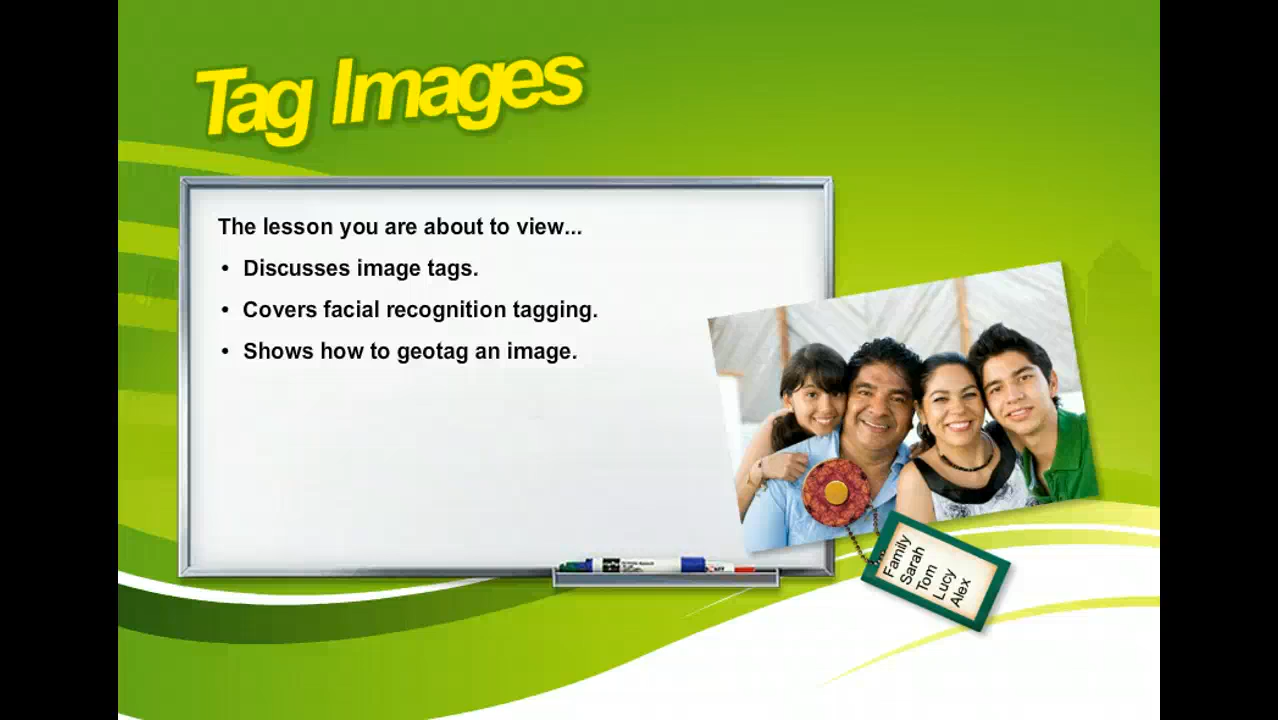 Tag Images
The lesson you are about to view...
• Discusses image tags.
• Covers facial recognition tagging.
• Shows how to geotag an image.
Family
Sarah
Tom
Lucy
Alex